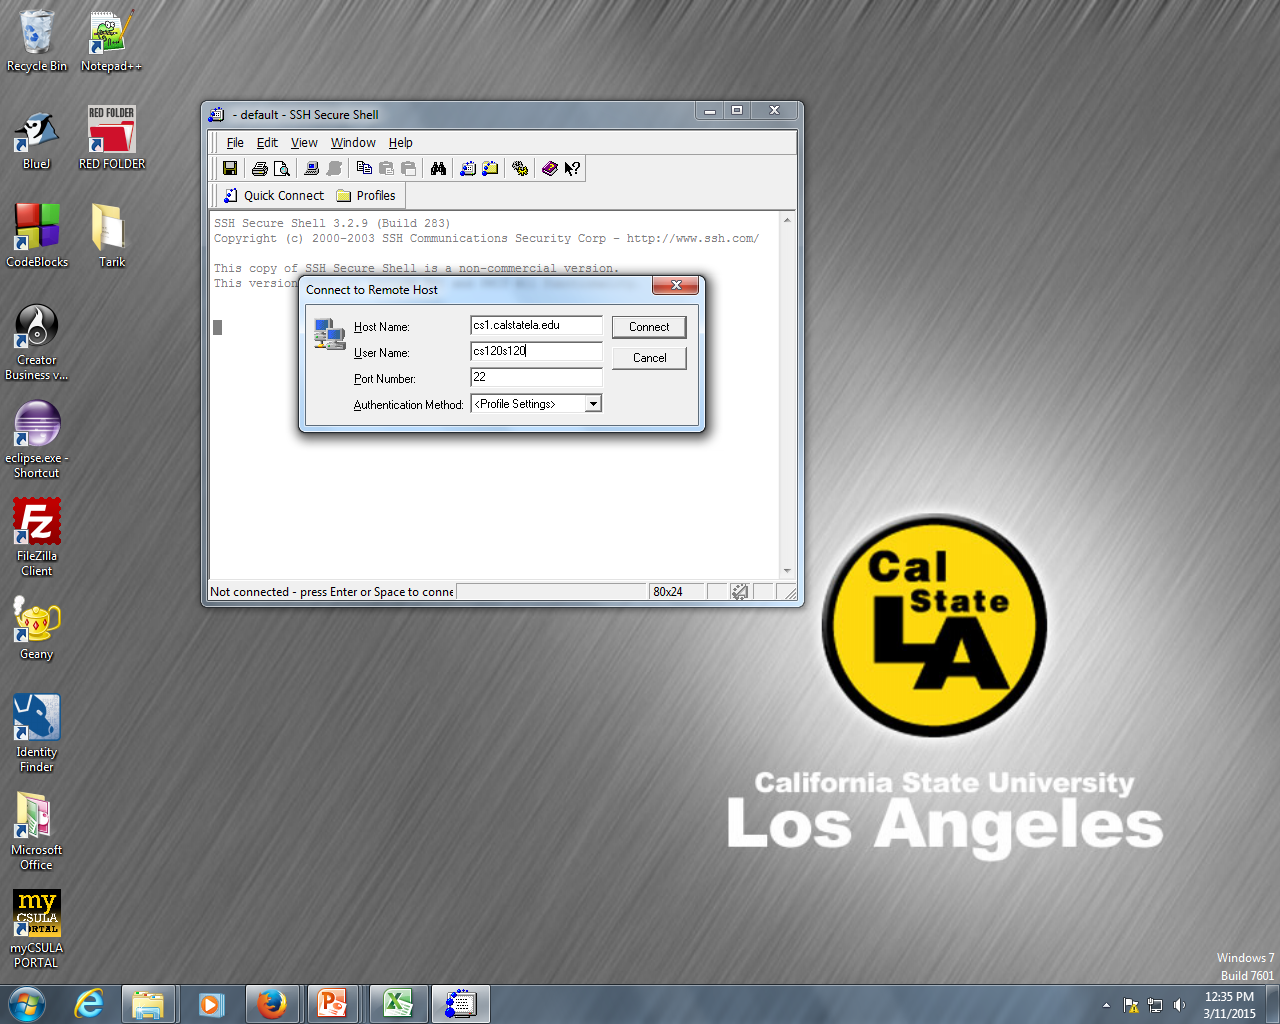 Recycle Bin
Notepad++
BlueJ
RED FOLDER
RED FOLDER
CodeBlocks
Tarik
Creator
Business v...
eclipse.exe -
Shortcut
FileZilla
Client
Geany
Identity
Finder
Microsoft
Office
my
CSULA
PORTAL
myCSULA
PORTAL
- default - SSH Secure Shell
File Edit View Window Help
Quick Connect Profiles
SSH Secure Shell 3.2.9 (Build 283)
Copyright (c) 2000-2003 SSH Communications Security Corp - http://www.ssh.com/
This copy of SSH Secure Shell is a non-commercial version.
This version
Connect to Remote Host
Host Name: cs1.calstatela.edu Connect
User Name: cs120s120 Cancel
Port Number: 22
Authentication Method: <Profile Settings>
Not connected - press Enter or Space to conne
80x24
Cal
State
LA
California State University
Los Angeles
Windows 7
Build 7601
12:35 PM
3/11/2015